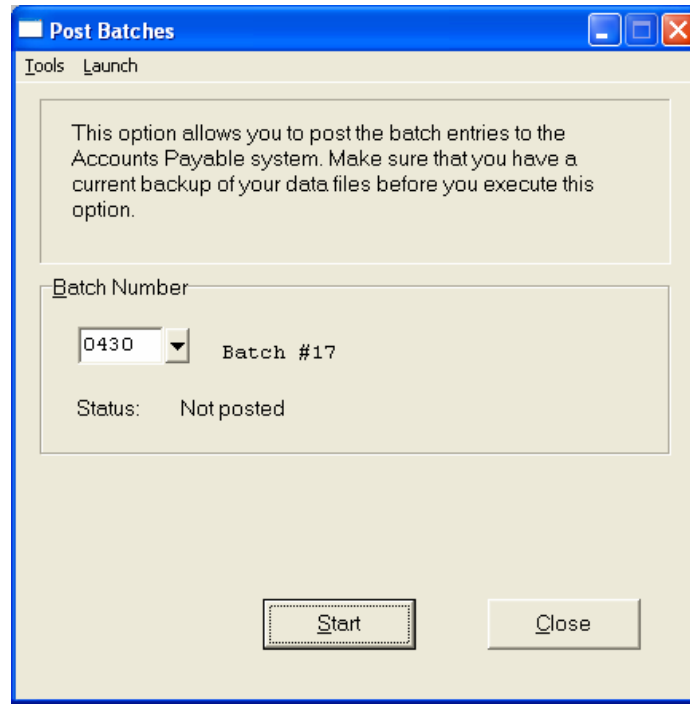 Post Batches
Tools Launch
This option allows you to post the batch entries to the
Accounts Payable system. Make sure that you have a
current backup of your data files before you execute this
option.
Batch Number
0430 Batch #17
Status: Not posted
Start Close